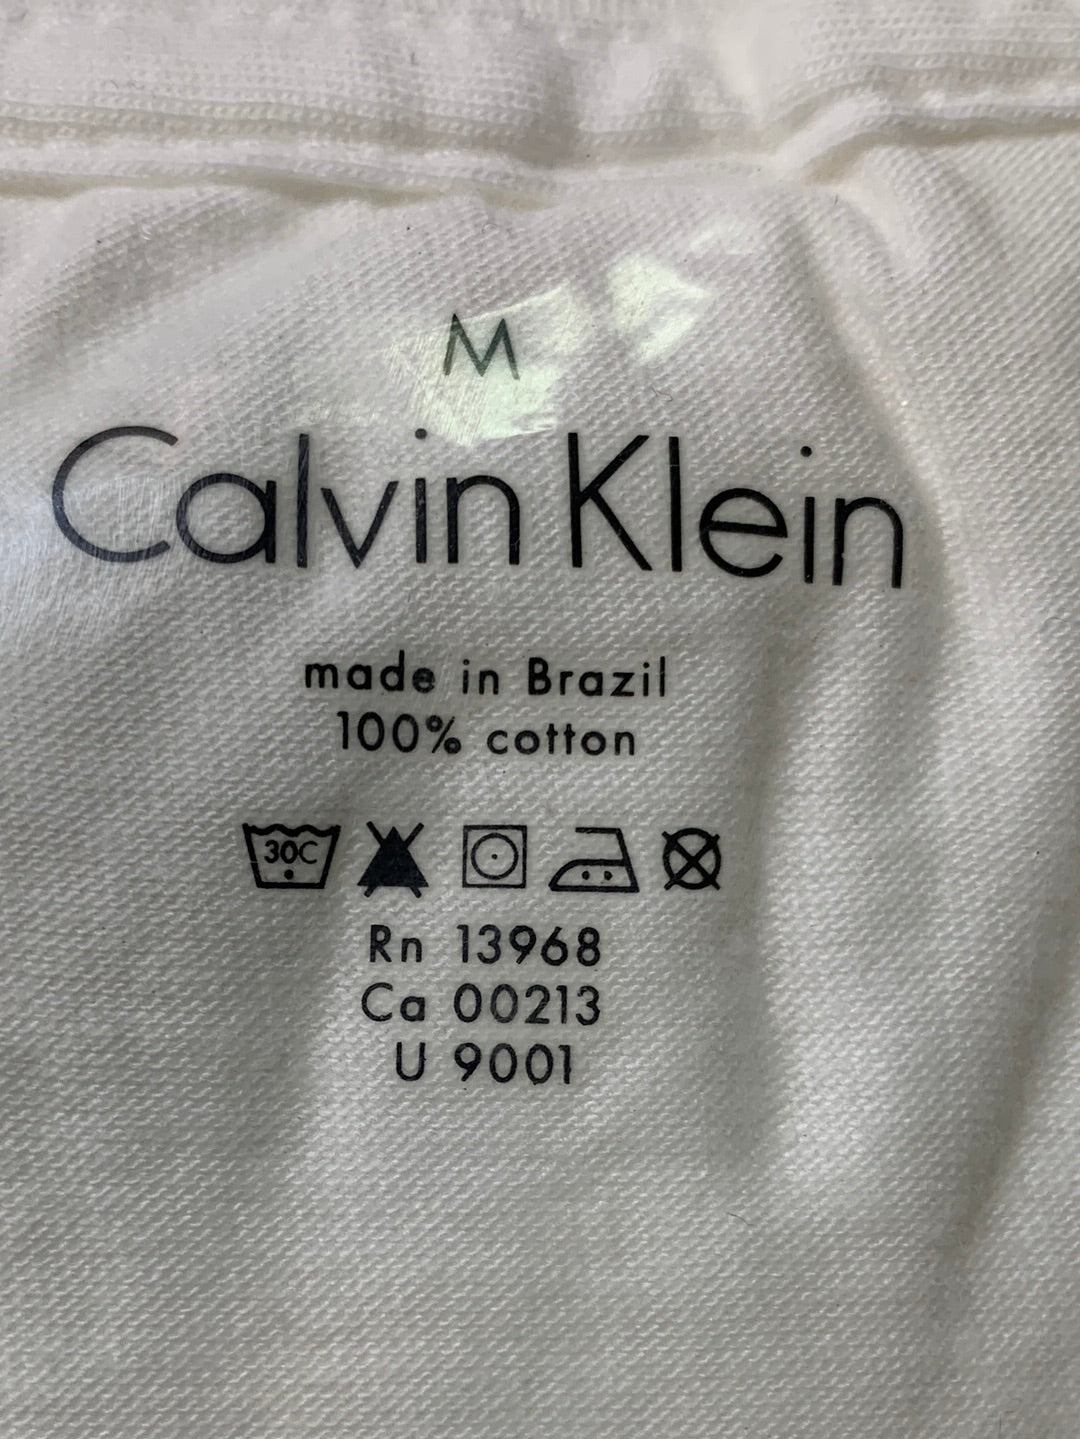 M
Calvin Klein
made in Brazil
100% cotton
30C
Rn 13968
Ca 00213
U 9001